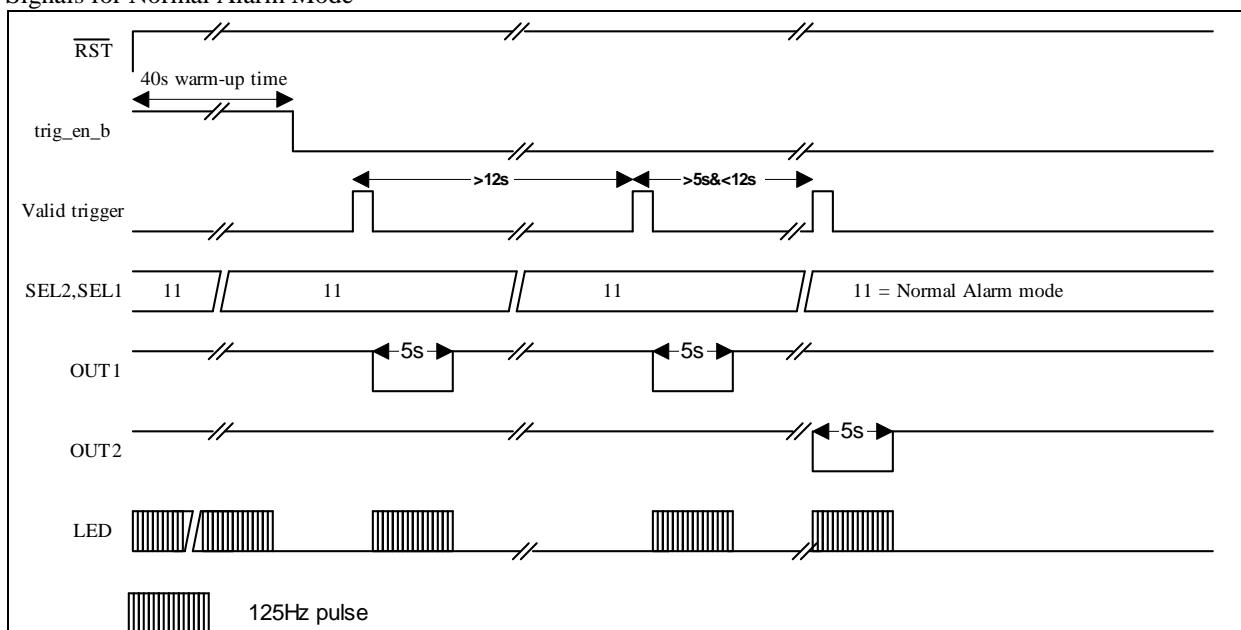 Signals for Normal Alarm Mode
RST
40s warm-up time
trig_en_b
>12s
>5s&<12s
Valid trigger
SEL2,SEL1
11
11
11
11 = Normal Alarm mode
5s
5s
OUT1
5s
OUT2
LED
125Hz pulse